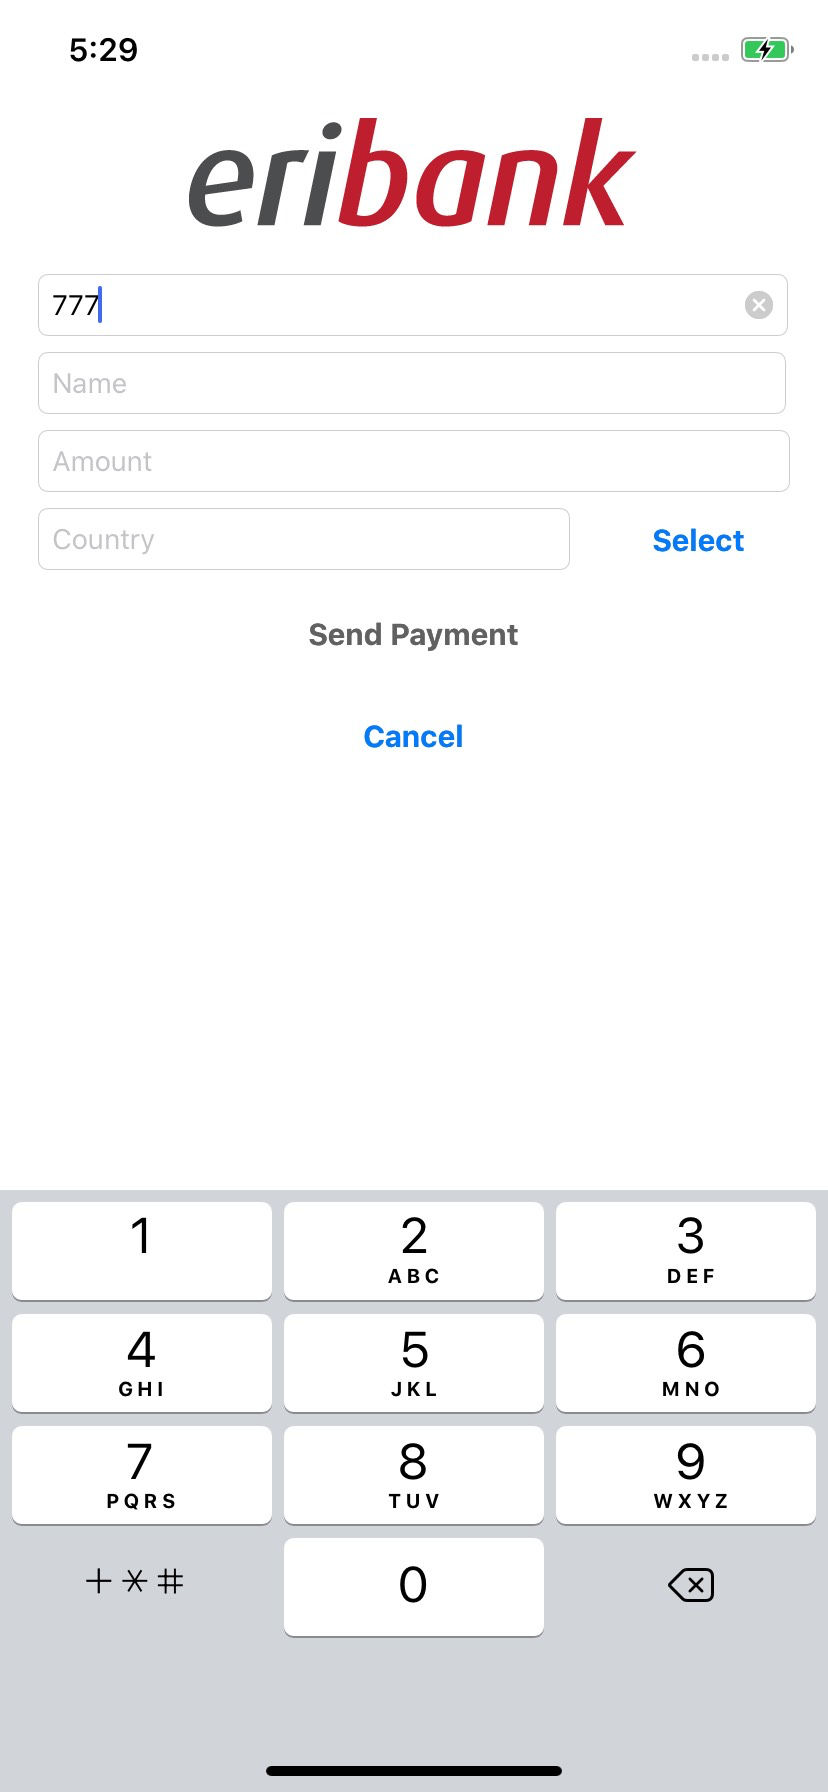 5:29
eribank
777
Name
Amount
Country
Select
Send Payment
Cancel
1
2
ABC
3
DEF
4
GHI
5
JKL
6
MNO
7
PQRS
8
TUV
9
WXYZ
+*#
0